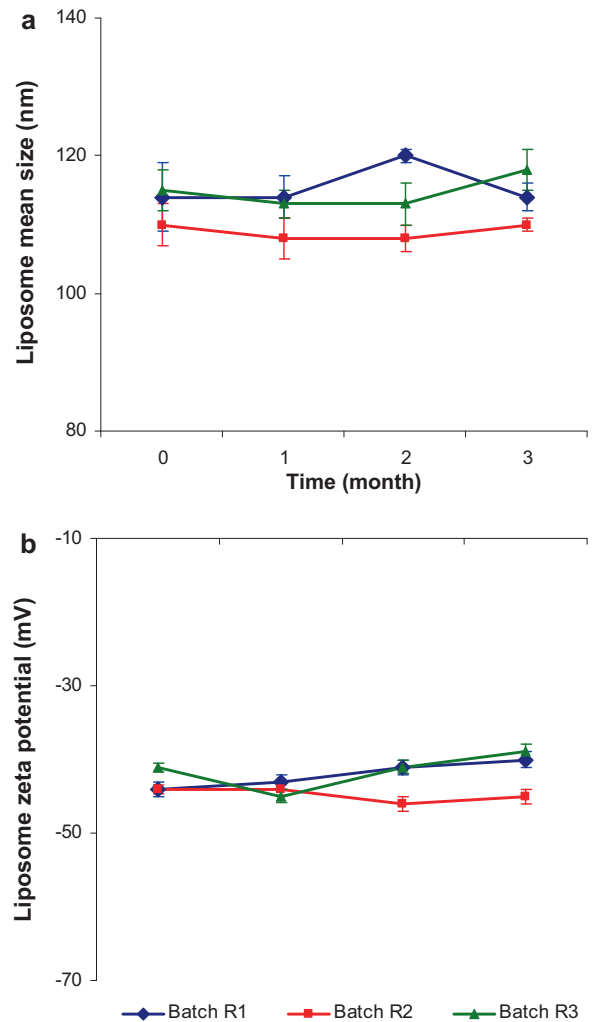 a
140
120
100
80
Liposome mean size (nm)
0 1 2 3
Time (month)
b
-10
-30
-50
-70
Liposome zeta potential (mV)
Batch R1 Batch R2 Batch R3